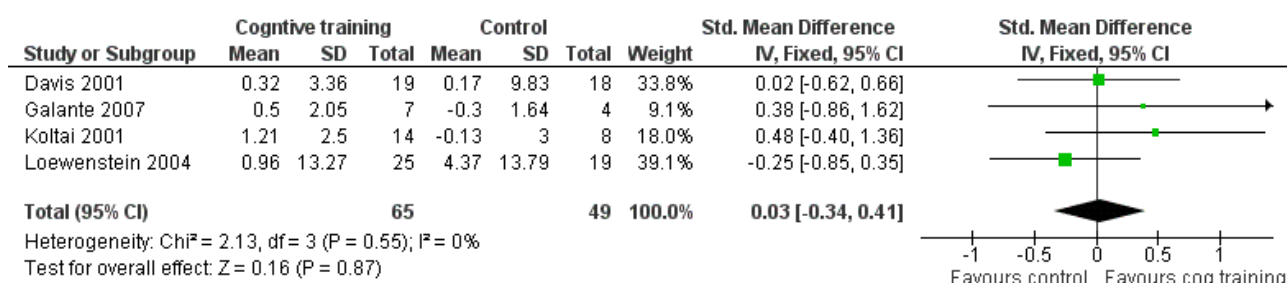 Cogntive training Control Std. Mean Difference Std. Mean Difference
Study or Subgroup Mean SD Total Mean SD Total Weight IV, Fixed, 95% CI IV, Fixed, 95% CI
Davis 2001 0.32 3.36 19 0.17 9.83 18 33.8% 0.02 [-0.62, 0.66]
Galante 2007 0.5 2.05 7 -0.3 1.64 4 9.1% 0.38 [-0.86, 1.62]
Koltai 2001 1.21 2.5 14 -0.13 3 8 18.0% 0.48 [-0.40, 1.36]
Loewenstein 2004 0.96 13.27 25 4.37 13.79 19 39.1% -0.25 [-0.85, 0.35]
Total (95% CI) 65 49 100.0% 0.03 [-0.34, 0.41]
Heterogeneity: Chi² = 2.13, df = 3 (P = 0.55); I² = 0%
Test for overall effect: Z = 0.16 (P = 0.87)
-1 -0.5 0 0.5 1
Favours control Favours cog training